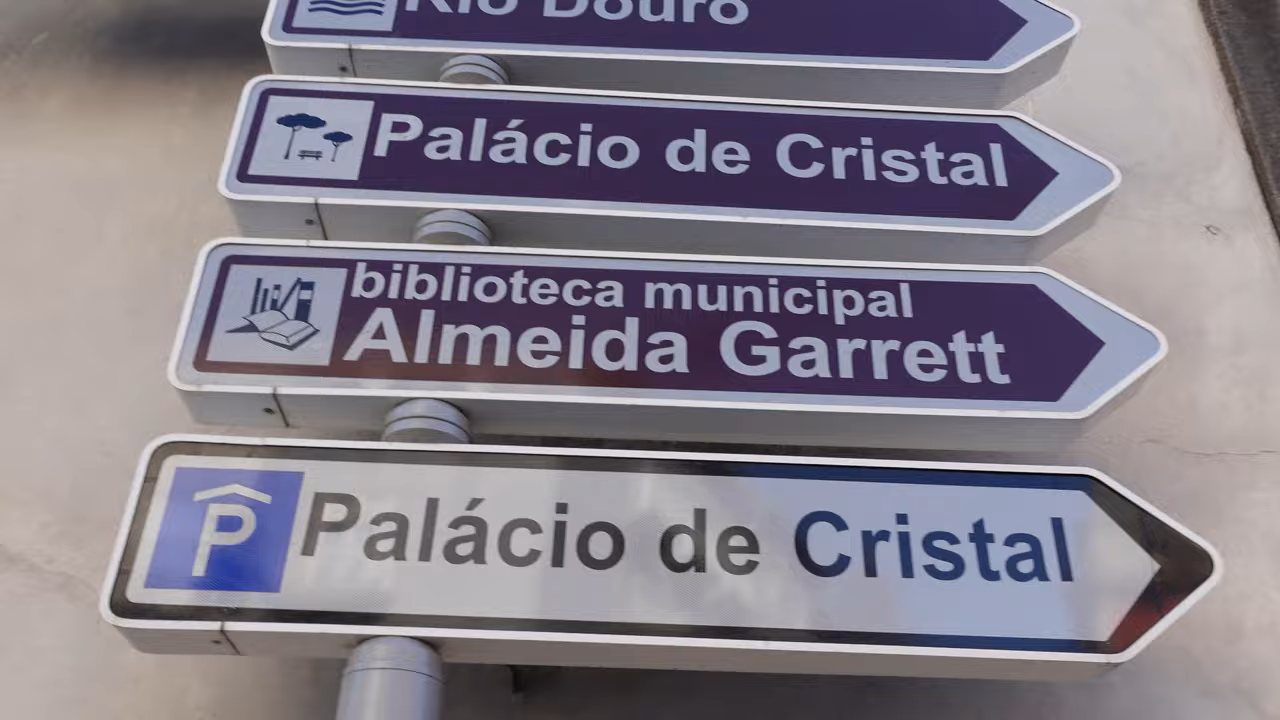 Rio Douro
Palácio de Cristal
biblioteca municipal
Almeida Garrett
P
Palácio de Cristal